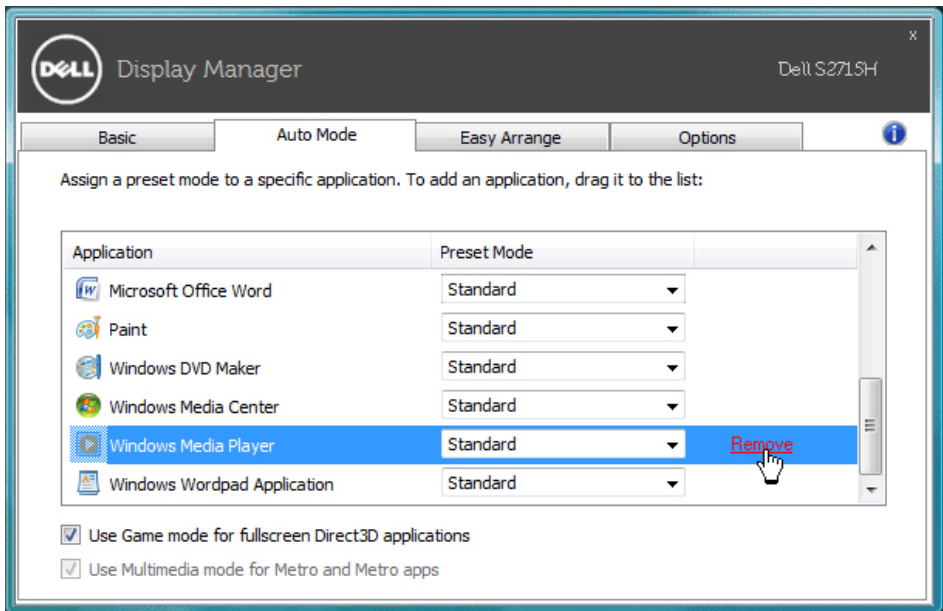 x
DELL Display Manager Dell S2715H
Basic Auto Mode Easy Arrange Options i
Assign a preset mode to a specific application. To add an application, drag it to the list:
Application Preset Mode
Microsoft Office Word Standard
Paint Standard
Windows DVD Maker Standard
Windows Media Center Standard
Windows Media Player Standard Remove
Windows Wordpad Application Standard
Use Game mode for fullscreen Direct3D applications
Use Multimedia mode for Metro and Metro apps